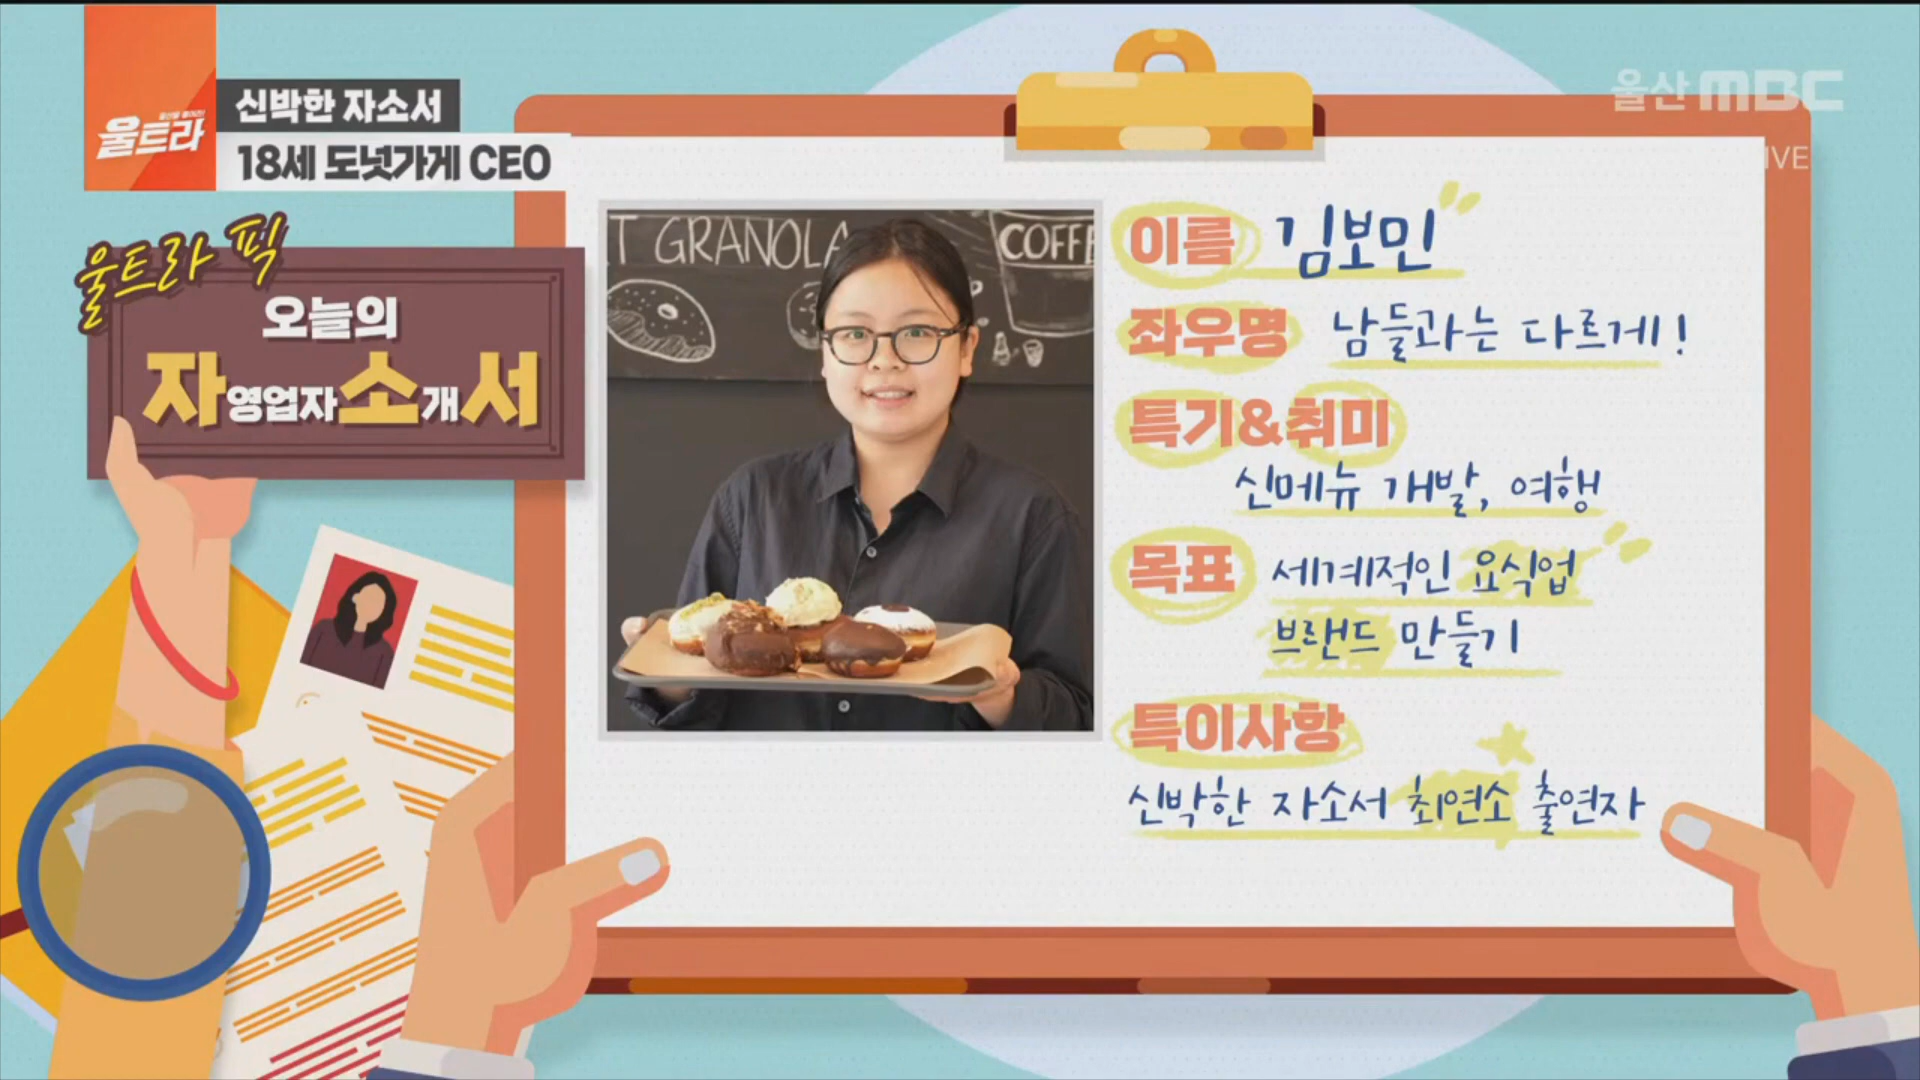 울트라
신박한 자소서
18세 도넛가게 CEO
울산 MBC
LIVE
울트라 픽
오늘의
자영업자소개서
T GRANOLA
COFFE
이름 김보민
좌우명 남들과는 다르게!
특기&취미
신메뉴 개발, 여행
목표 세계적인 요식업
브랜드 만들기
특이사항
신박한 자소서 최연소 출연자